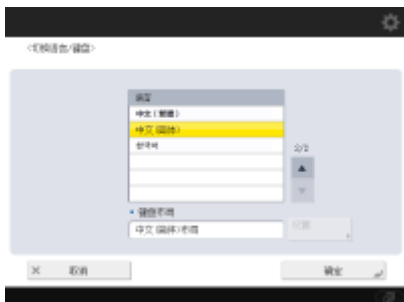 <切换语言/键盘>
语言
中文(繁體)
中文(简体)
한국어
2/2
键盘布局
中文(简体)布局
设置
× 取消
确定